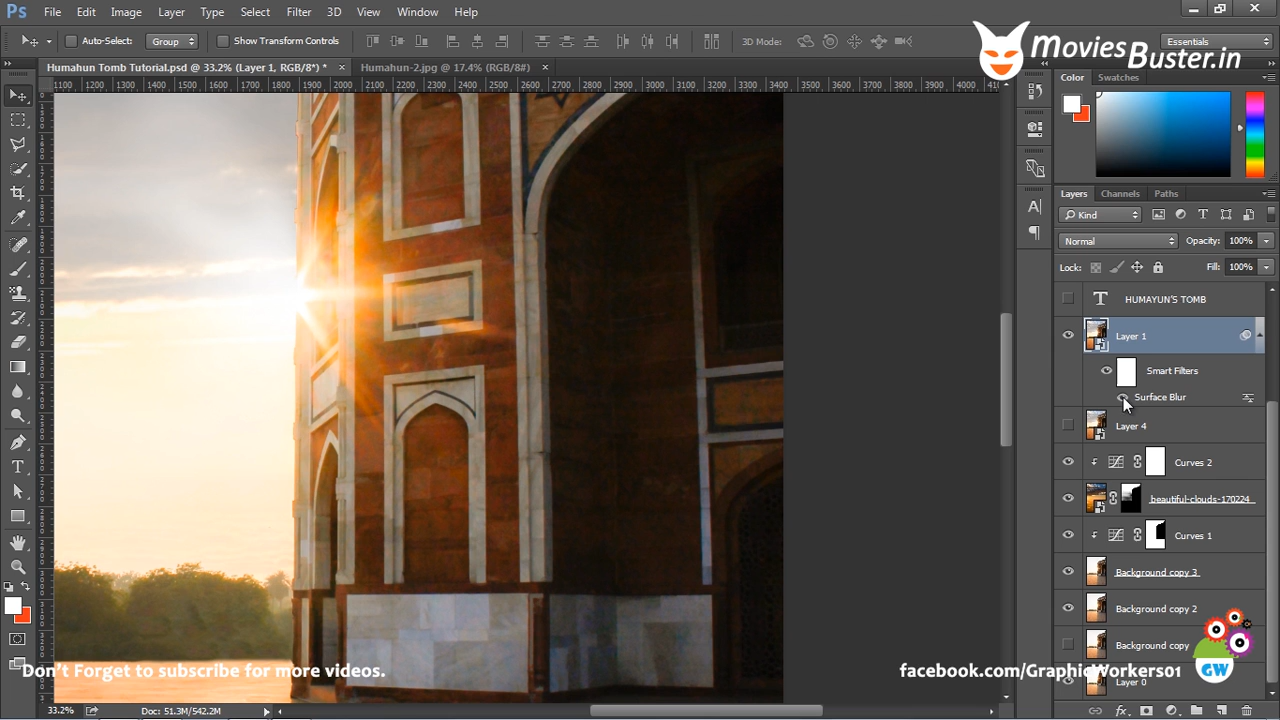 Ps File Edit Image Layer Type Select Filter 3D View Window Help
Auto-Select: Group Show Transform Controls 3D Mode: Essentials
MoviesBuster.in
Humahun Tomb Tutorial.psd @ 33.2% (Layer 1, RGB/8*) * × Humahun-2.jpg @ 17.4% (RGB/8#) ×
1100 1200 1300 1400 1500 1600 1700 1800 1900 2000 2100 2200 2300 2400 2500 2600 2700 2800 2900 3000 3100 3200 3300 3400 3500 3600 3700 3800 3900 4000
Color Swatches
Layers Channels Paths
Kind
Normal Opacity: 100%
Lock: Fill: 100%
T HUMAYUN'S TOMB
Layer 1
Smart Filters
Surface Blur
Layer 4
Curves 2
beautiful-clouds-170224
Curves 1
Background copy 3
Background copy 2
Background copy
Layer 0
GW
Don't Forget to subscribe for more videos.
facebook.com/GraphicWorkers01
33.2% Doc: 51.3M/542.2M